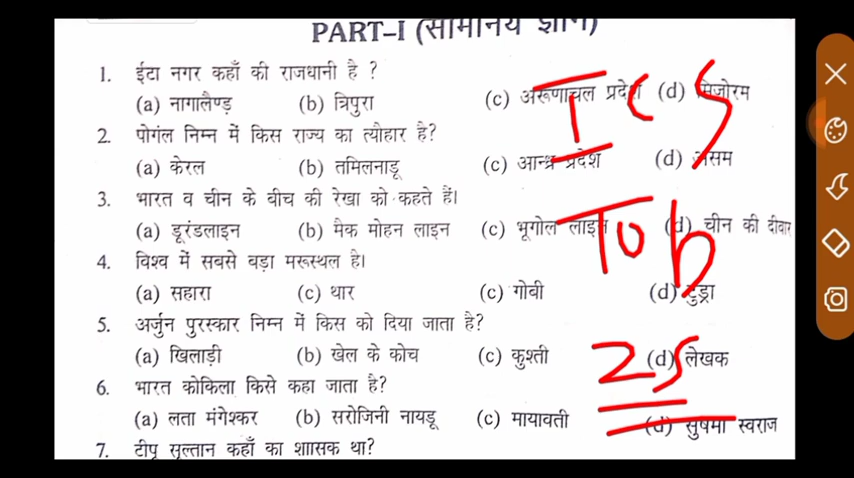 PART–I (सामान्य ज्ञान)
1. ईटा नगर कहाँ की राजधानी है ?
(a) नागालैण्ड़ (b) त्रिपुरा (c) अरूणाचल प्रदेश (d) मिजोरम
2. पोगंल निम्न में किस राज्य का त्यौहार है?
(a) केरल (b) तमिलनाडू (c) आन्ध्र प्रदेश (d) असम
3. भारत व चीन के बीच की रेखा को कहते हैं।
(a) डूरंडलाइन (b) मैक मोहन लाइन (c) भूगोल लाइन (d) चीन की दीवार
4. विश्व में सबसे बड़ा मरूस्थल है।
(a) सहारा (c) थार (c) गोवी (d) टुड्रा
5. अर्जुन पुरस्कार निम्न में किस को दिया जाता है?
(a) खिलाड़ी (b) खेल के कोच (c) कुश्ती (d) लेखक
6. भारत कोकिला किसे कहा जाता है?
(a) लता मंगेश्कर (b) सरोजिनी नायडू (c) मायावती (d) सुषमा स्वराज
7. टीपू सुल्तान कहाँ का शाासक था?
ICS
Job
25